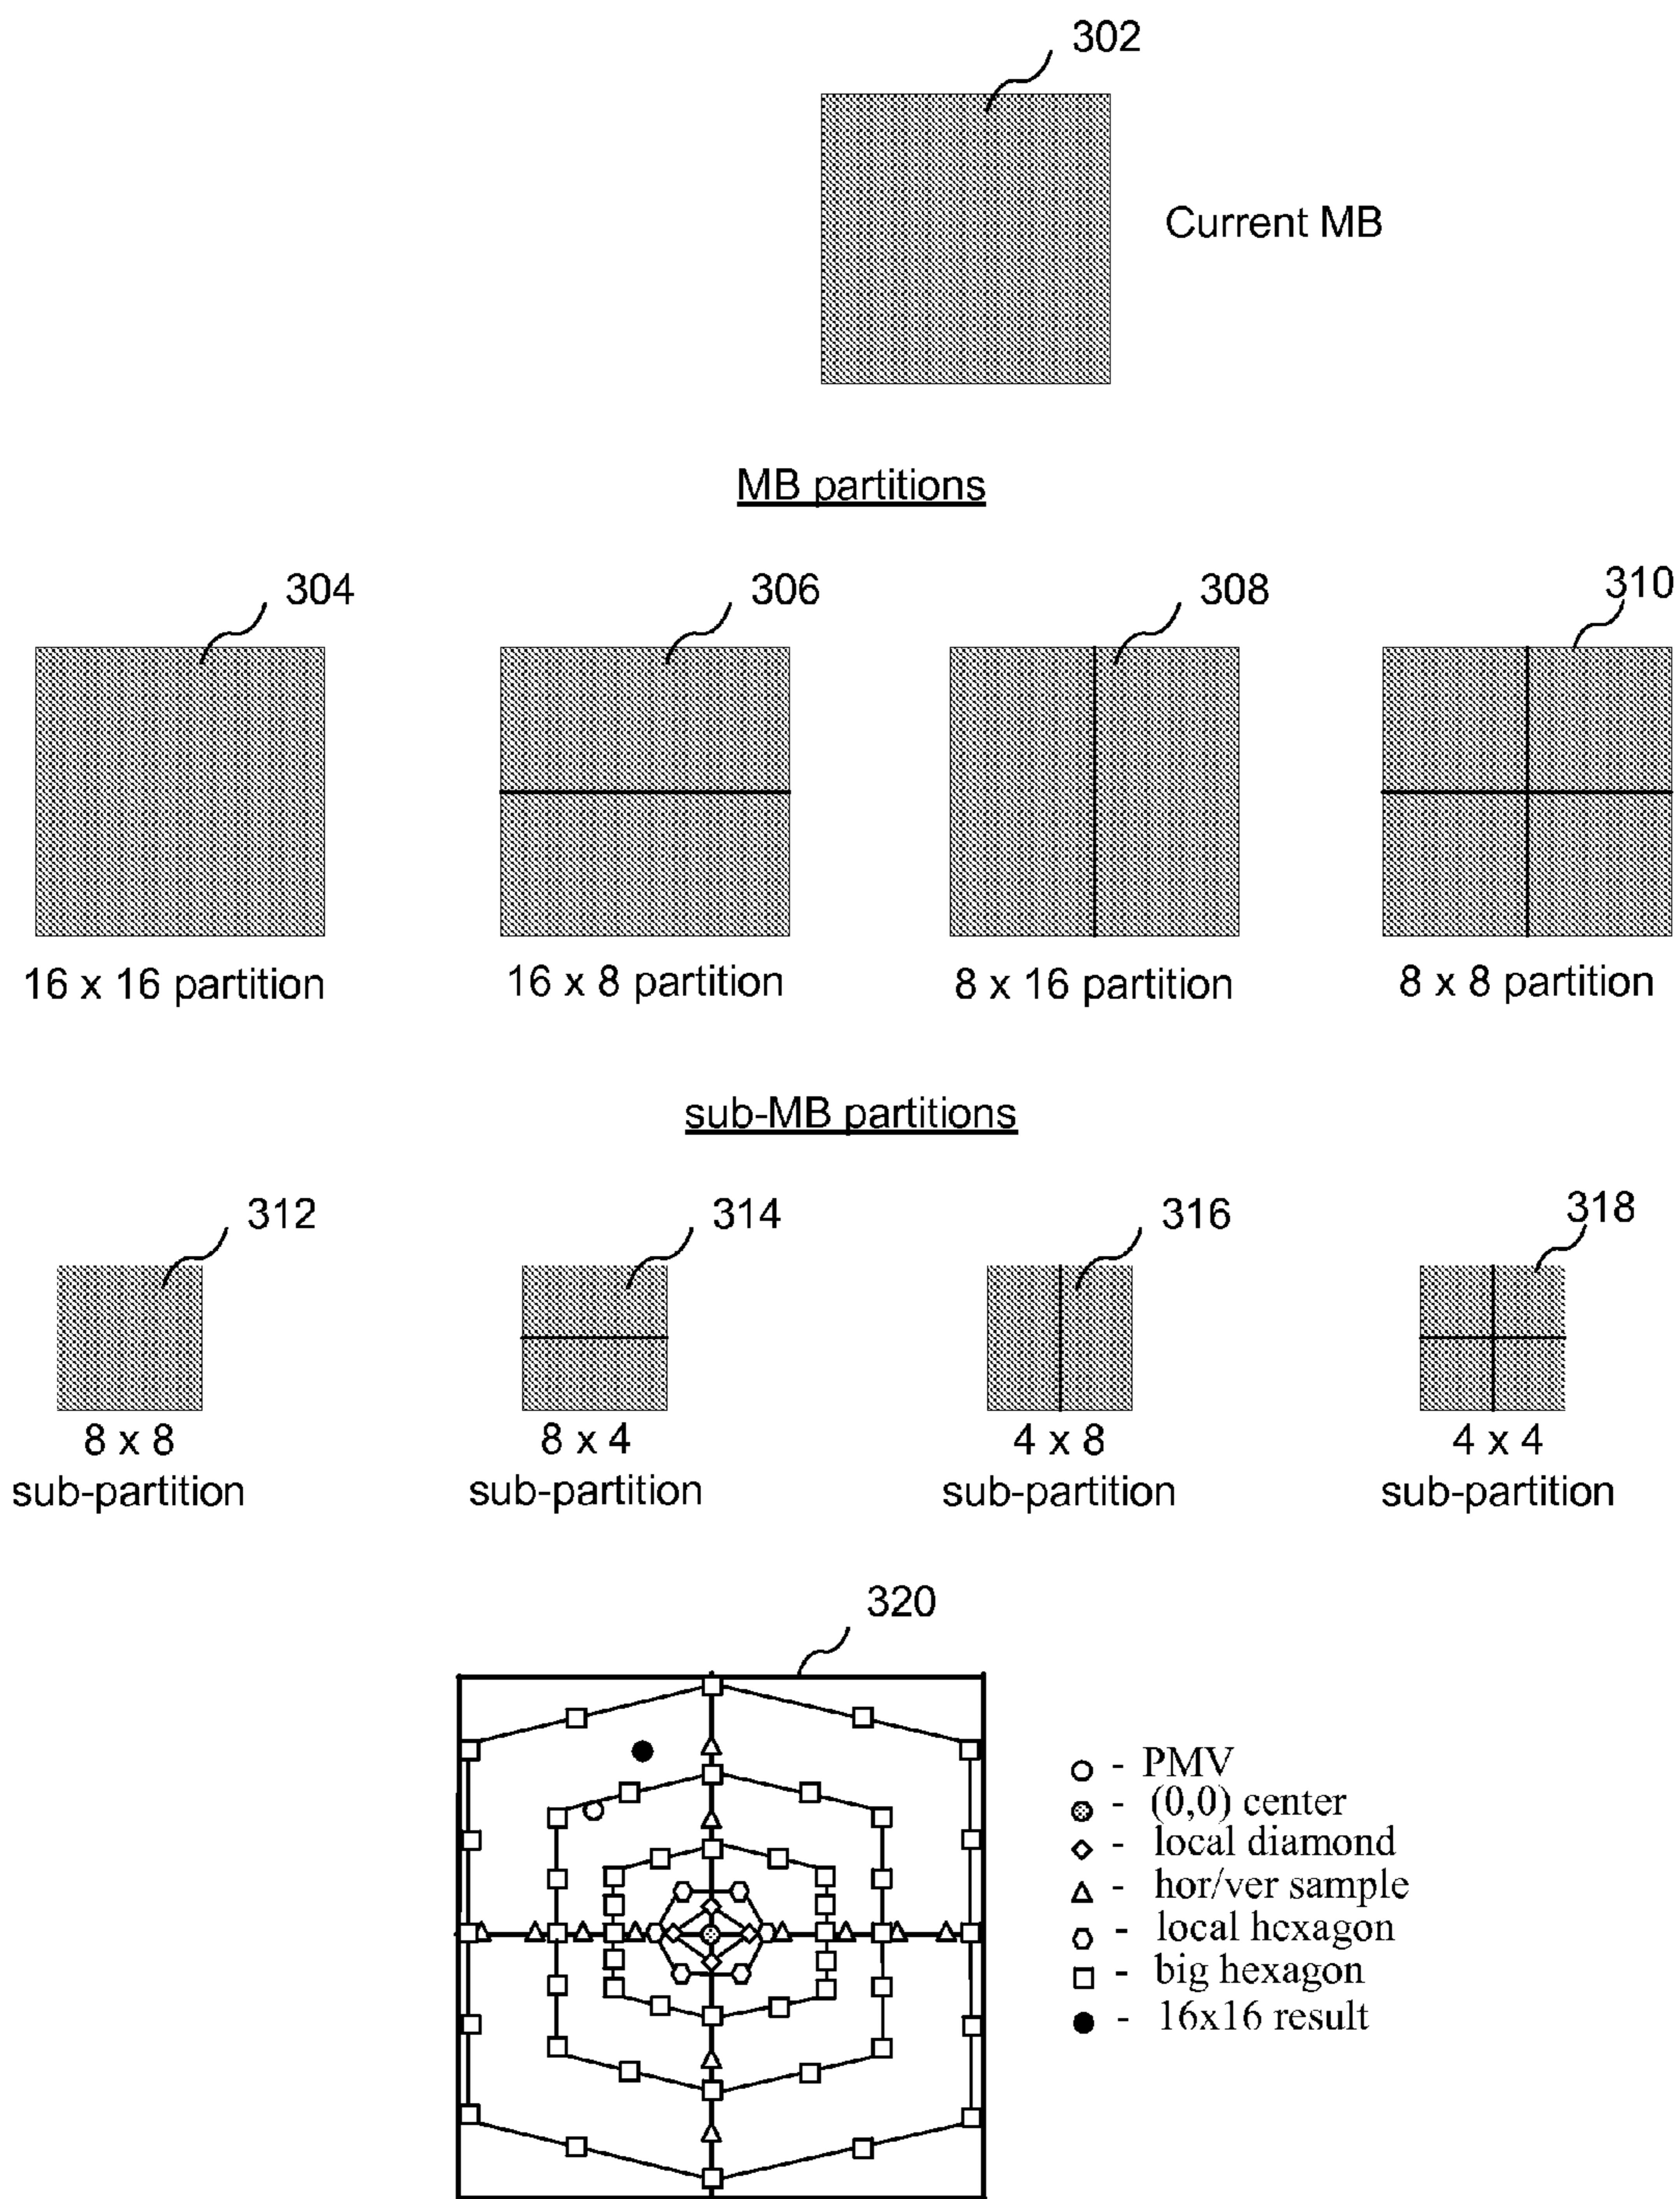 302
Current MB
MB partitions
304
306
308
310
16 x 16 partition
16 x 8 partition
8 x 16 partition
8 x 8 partition
sub-MB partitions
312
314
316
318
8 x 8
sub-partition
8 x 4
sub-partition
4 x 8
sub-partition
4 x 4
sub-partition
320
- PMV
- (0,0) center
- local diamond
- hor/ver sample
- local hexagon
- big hexagon
- 16x16 result